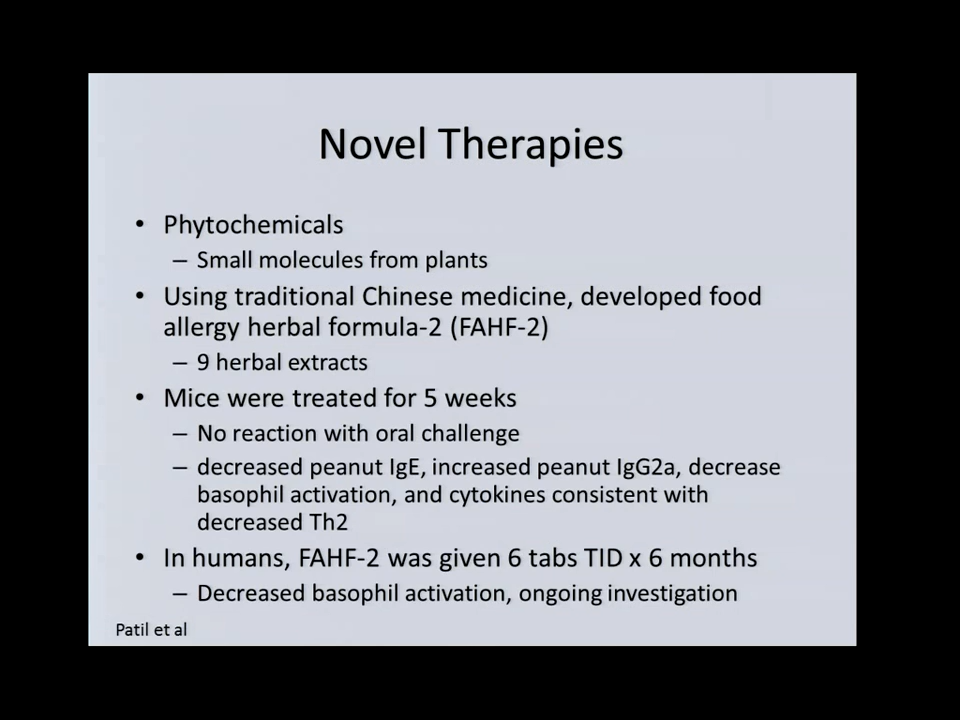 Novel Therapies
• Phytochemicals
– Small molecules from plants
• Using traditional Chinese medicine, developed food
allergy herbal formula-2 (FAHF-2)
– 9 herbal extracts
• Mice were treated for 5 weeks
– No reaction with oral challenge
– decreased peanut IgE, increased peanut IgG2a, decrease
basophil activation, and cytokines consistent with
decreased Th2
• In humans, FAHF-2 was given 6 tabs TID x 6 months
– Decreased basophil activation, ongoing investigation
Patil et al